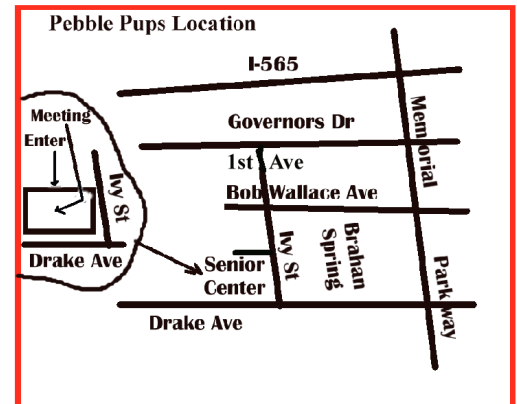 Pebble Pups Location
I-565
Meeting
Enter
Ivy St
Drake Ave
Governors Dr
1st Ave
Bob Wallace Ave
Memorial
Parkway
Ivy St
Brahan
Spring
Senior
Center
Drake Ave